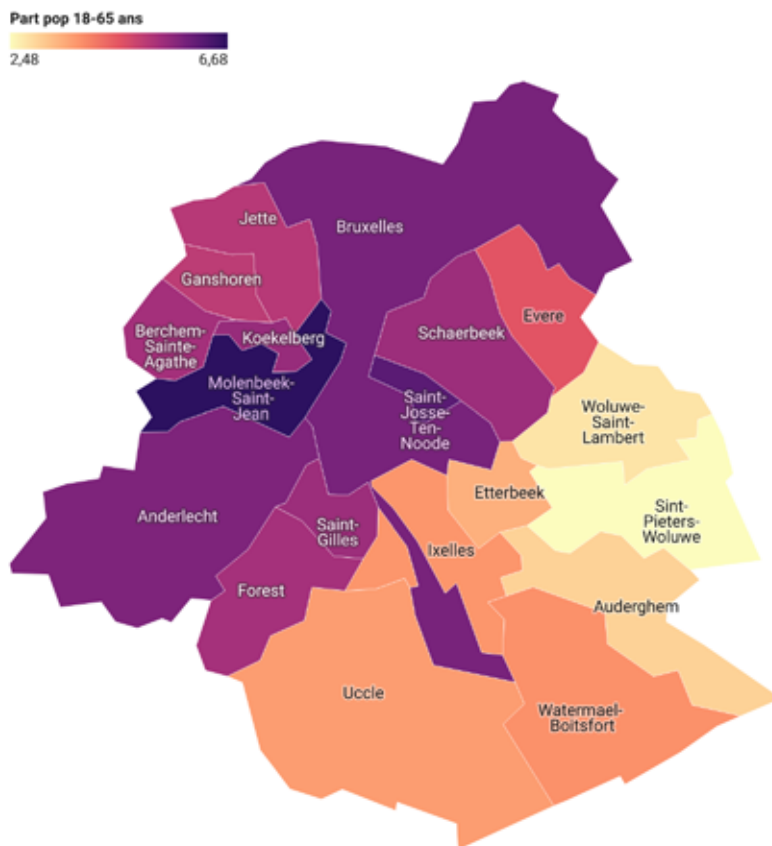 Part pop 18-65 ans
2,48
6,68
Jette
Bruxelles
Ganshoren
Evere
Berchem-
Sainte-
Agathe
Koekelberg
Schaerbeek
Molenbeek-
Saint-
Jean
Saint-
Josse-
Ten-
Noode
Woluwe-
Saint-
Lambert
Etterbeek
Sint-
Pieters-
Woluwe
Anderlecht
Saint-
Gilles
Ixelles
Forest
Auderghem
Uccle
Watermael-
Boitsfort